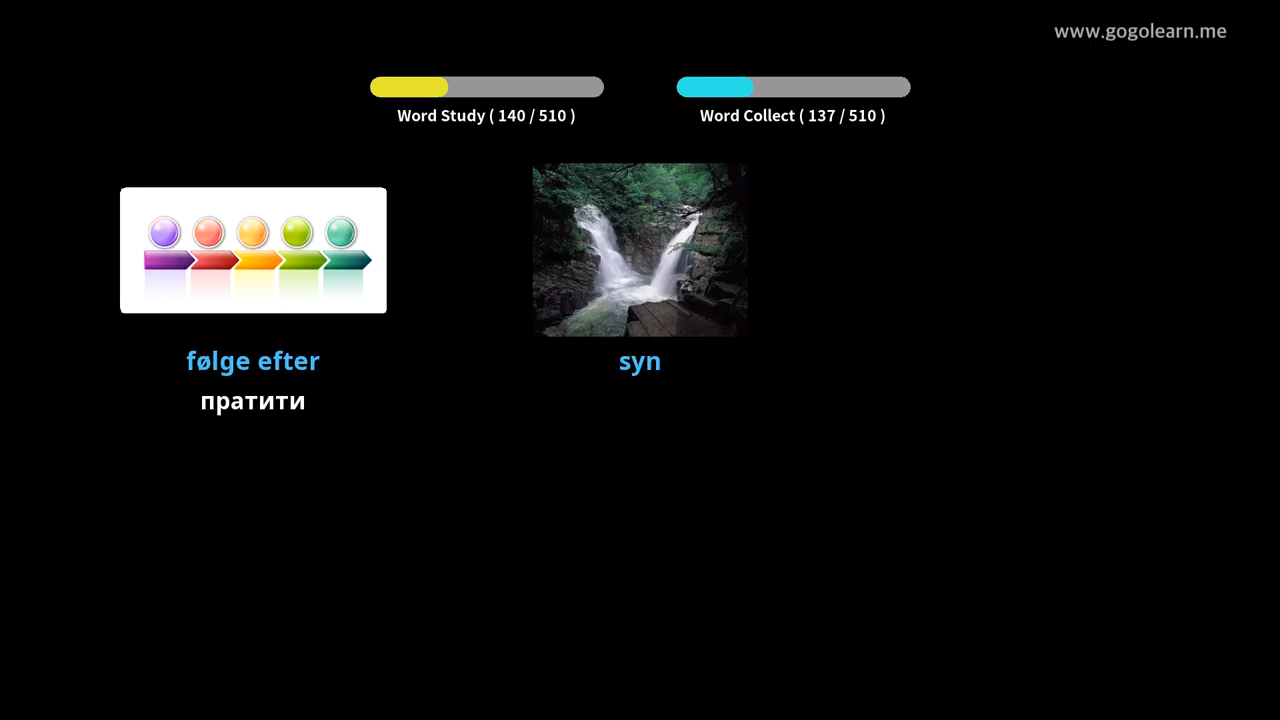 www.gogolearn.me
Word Study ( 140 / 510 )
Word Collect ( 137 / 510 )
følge efter
syn
пратити